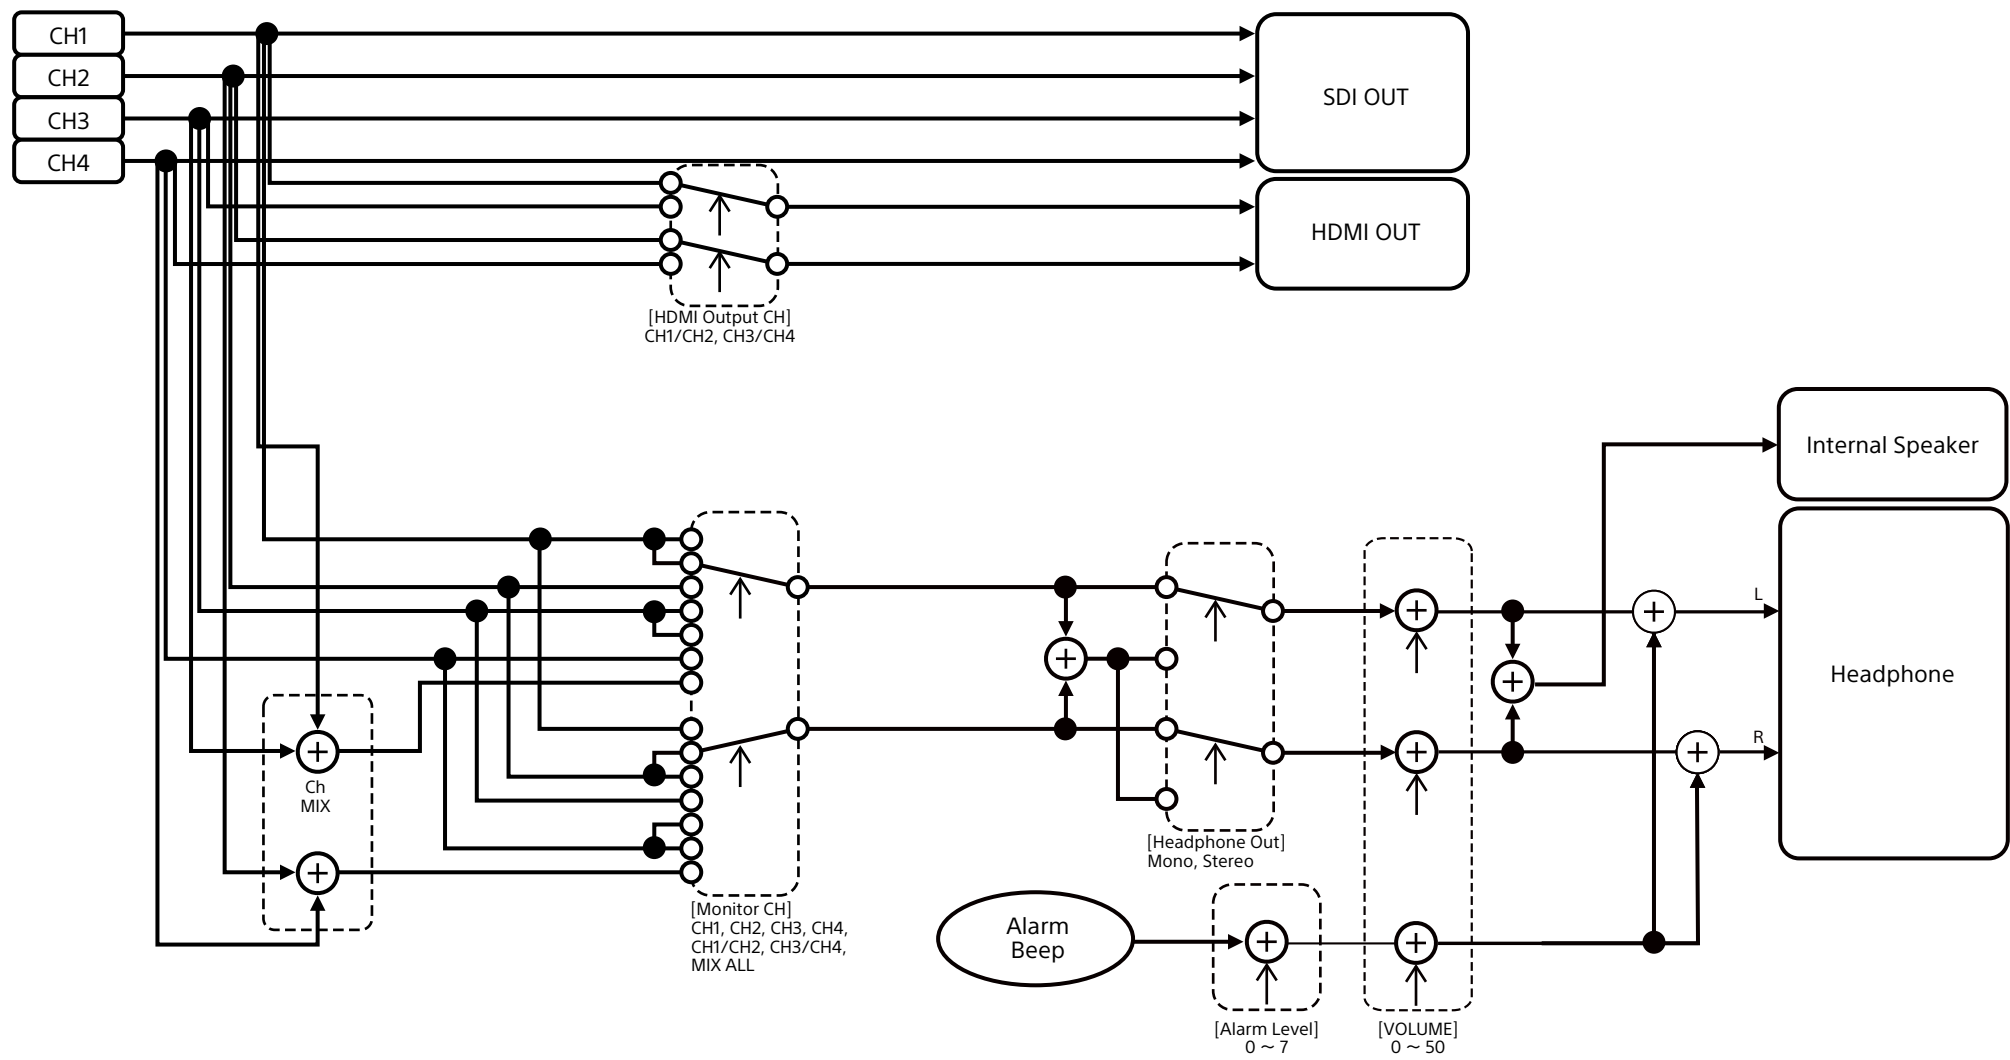 CH1
CH2
CH3
CH4
SDI OUT
HDMI OUT
[HDMI Output CH]
CH1/CH2, CH3/CH4
Internal Speaker
Headphone
L
R
Ch
MIX
[Monitor CH]
CH1, CH2, CH3, CH4,
CH1/CH2, CH3/CH4,
MIX ALL
[Headphone Out]
Mono, Stereo
Alarm
Beep
[Alarm Level]
0 ~ 7
[VOLUME]
0 ~ 50